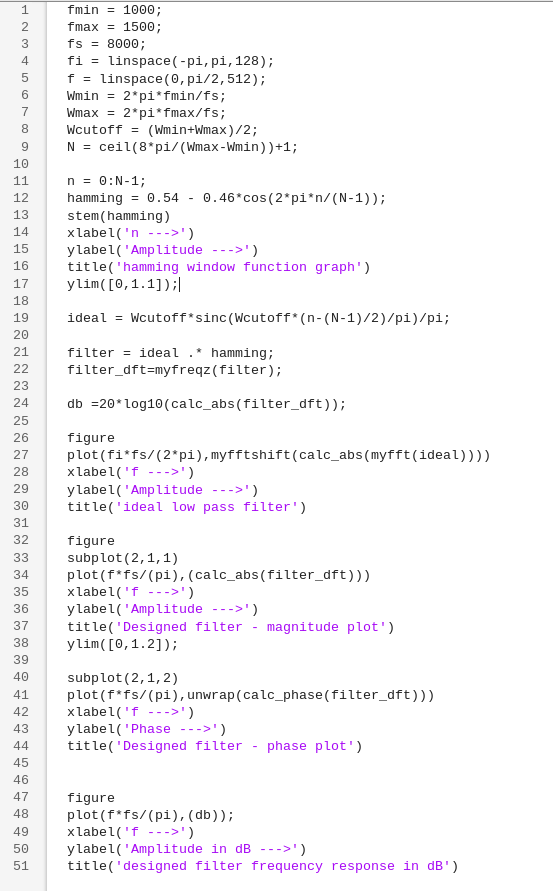 1 fmin = 1000;
2 fmax = 1500;
3 fs = 8000;
4 fi = linspace(-pi,pi,128);
5 f = linspace(0,pi/2,512);
6 Wmin = 2*pi*fmin/fs;
7 Wmax = 2*pi*fmax/fs;
8 Wcutoff = (Wmin+Wmax)/2;
9 N = ceil(8*pi/(Wmax-Wmin))+1;
10
11 n = 0:N-1;
12 hamming = 0.54 - 0.46*cos(2*pi*n/(N-1));
13 stem(hamming)
14 xlabel('n --->')
15 ylabel('Amplitude --->')
16 title('hamming window function graph')
17 ylim([0,1.1]);
18
19 ideal = Wcutoff*sinc(Wcutoff*(n-(N-1)/2)/pi)/pi;
20
21 filter = ideal .* hamming;
22 filter_dft=myfreqz(filter);
23
24 db =20*log10(calc_abs(filter_dft));
25
26 figure
27 plot(fi*fs/(2*pi),myfftshift(calc_abs(myfft(ideal))))
28 xlabel('f --->')
29 ylabel('Amplitude --->')
30 title('ideal low pass filter')
31
32 figure
33 subplot(2,1,1)
34 plot(f*fs/(pi),(calc_abs(filter_dft)))
35 xlabel('f --->')
36 ylabel('Amplitude --->')
37 title('Designed filter - magnitude plot')
38 ylim([0,1.2]);
39
40 subplot(2,1,2)
41 plot(f*fs/(pi),unwrap(calc_phase(filter_dft)))
42 xlabel('f --->')
43 ylabel('Phase --->')
44 title('Designed filter - phase plot')
45
46
47 figure
48 plot(f*fs/(pi),(db));
49 xlabel('f --->')
50 ylabel('Amplitude in dB --->')
51 title('designed filter frequency response in dB')